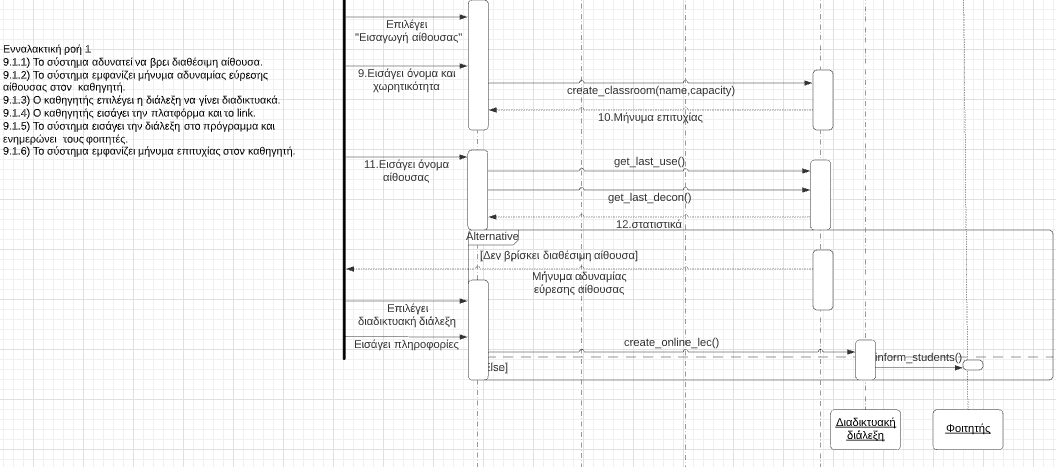 Επιλέγει
"Εισαγωγή αίθουσας"
Ενναλακτική ροή 1
9.1.1) Το σύστημα αδυνατεί να βρει διαθέσιμη αίθουσα.
9.1.2) Το σύστημα εμφανίζει μήνυμα αδυναμίας εύρεσης
αίθουσας στον καθηγητή.
9.1.3) Ο καθηγητής επιλέγει η διάλεξη να γίνει διαδικτυακά.
9.1.4) Ο καθηγητής εισάγει την πλατφόρμα και το link.
9.1.5) Το σύστημα εισάγει την διάλεξη στο πρόγραμμα και
ενημερώνει τους φοιτητές.
9.1.6) Το σύστημα εμφανίζει μήνυμα επιτυχίας στον καθηγητή.
9.Εισάγει όνομα και
χωρητικότητα
create_classroom(name,capacity)
10.Μήνυμα επιτυχίας
11.Εισάγει όνομα
αίθουσας
get_last_use()
get_last_decon()
12.στατιστικά
Alternative
[Δεν βρίσκει διαθέσιμη αίθουσα]
Μήνυμα αδυναμίας
εύρεσης αίθουσας
Επιλέγει
διαδικτυακή διάλεξη
Εισάγει πληροφορίες
create_online_lec()
inform_students()
Else]
Διαδικτυακή
διάλεξη
Φοιτητής